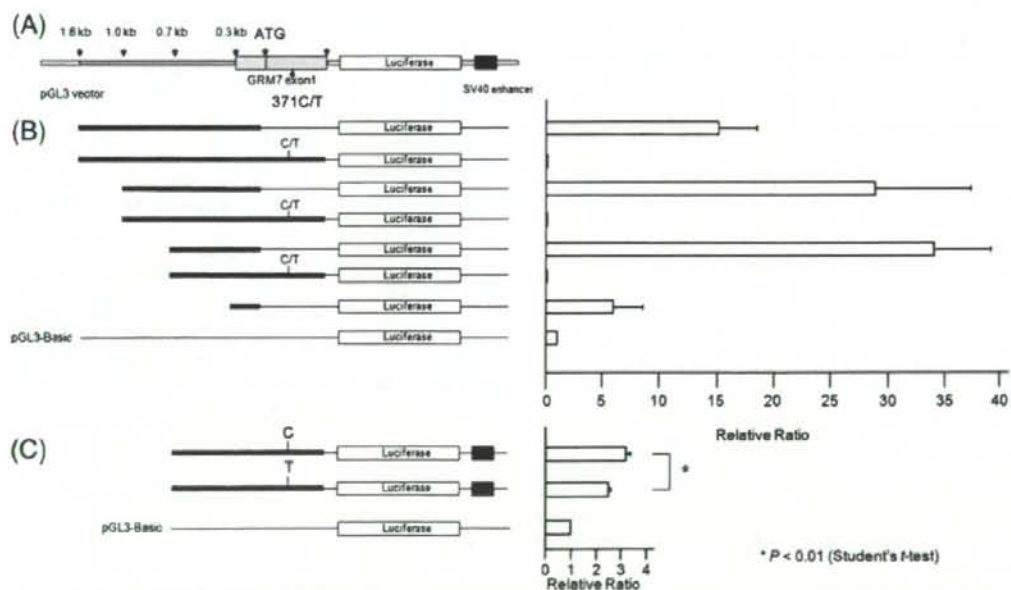 (A)
1.6 kb 1.0 kb 0.7 kb 0.3 kb ATG
Luciferase
GRM7 exon1
pGL3 vector
371C/T
SV40 enhancer
(B)
Luciferase
C/T
Luciferase
Luciferase
C/T
Luciferase
Luciferase
C/T
Luciferase
Luciferase
pGL3-Basic
Luciferase
0 5 10 15 20 25 30 35 40
Relative Ratio
(C)
C
Luciferase
T
Luciferase
*
pGL3-Basic
Luciferase
0 1 2 3 4
Relative Ratio
* P < 0.01 (Student's t-test)